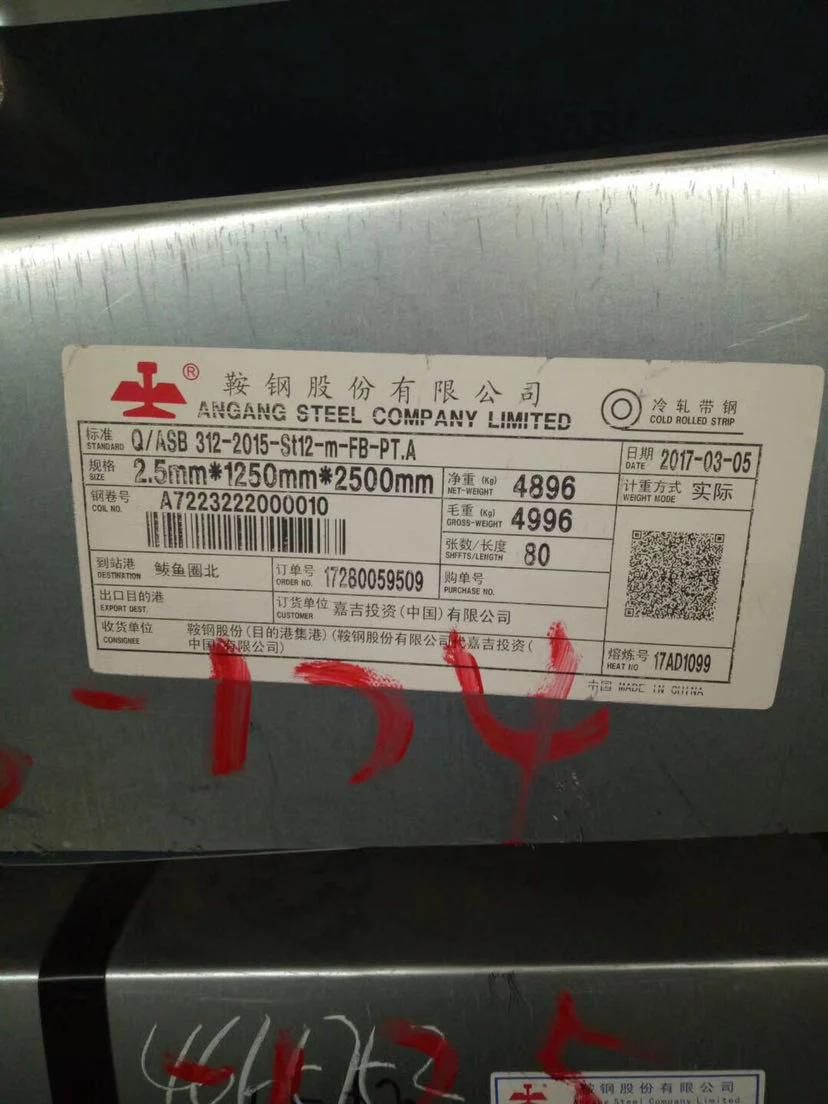 ® 鞍钢股份有限公司
ANGANG STEEL COMPANY LIMITED
冷轧带钢
COLD ROLLED STRIP
标准 STANDARD Q/ASB 312-2015-St12-m-FB-PT.A
日期 DATE 2017-03-05
规格 SIZE 2.5mm*1250mm*2500mm
净重 (Kg) NET-WEIGHT 4896
计重方式 WEIGHT MODE 实际
钢卷号 COIL NO. A7223222000010
毛重 (Kg) GROSS-WEIGHT 4996
张数/长度 SHFFTS/LENGTH 80
到站港 DESTINATION 鲅鱼圈北
订单号 ORDER NO. 17280059509
购单号 PURCHASE NO.
出口目的港 EXPORT DEST.
订货单位 CUSTOMER 嘉吉投资(中国)有限公司
收货单位 CONSIGNEE 鞍钢股份(目的港集港)(鞍钢股份有限公司代嘉吉投资(
中国)有限公司)
熔炼号 HEAT NO 17AD1099
中国 MADE IN CHINA
鞍钢股份有限公司
Angang Steel Company Limited